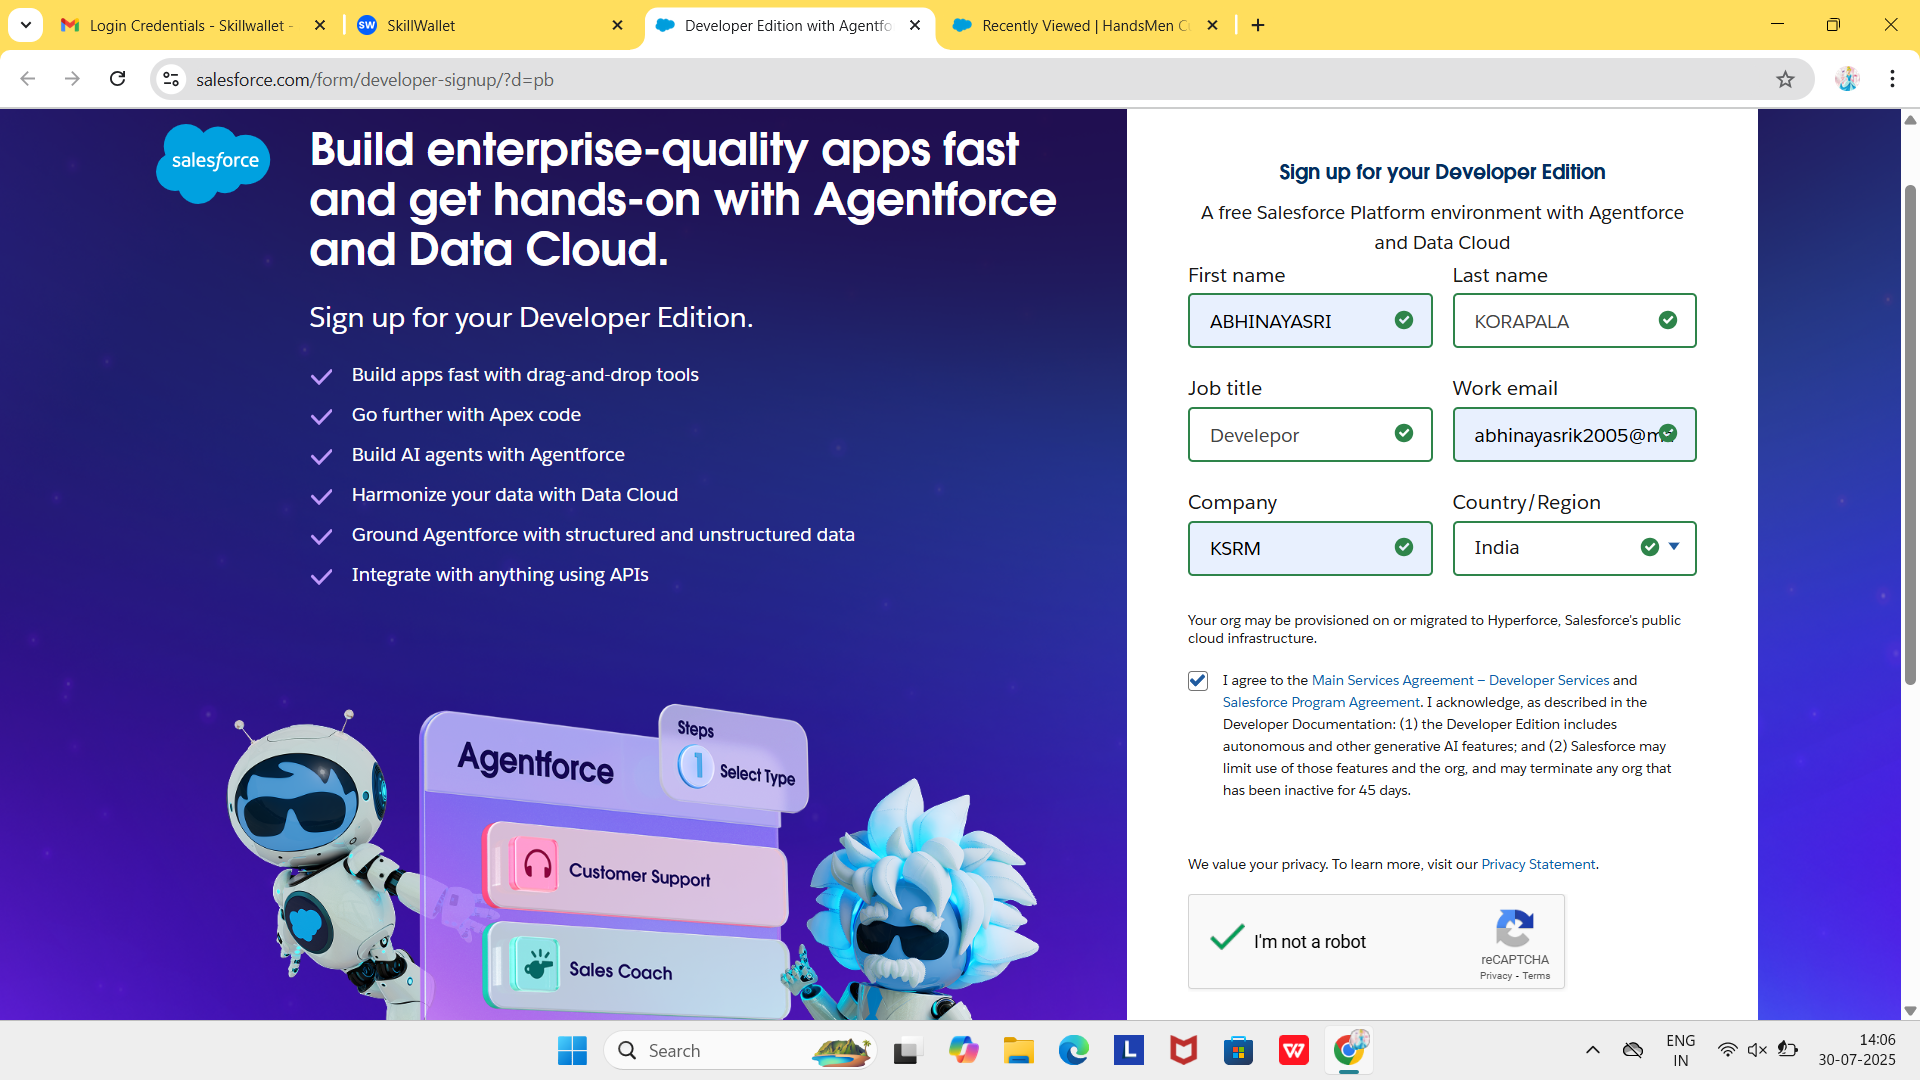 Login Credentials - Skillwallet -
SkillWallet
Developer Edition with Agentfo
Recently Viewed | HandsMen C
salesforce.com/form/developer-signup/?d=pb
salesforce
Build enterprise-quality apps fast
and get hands-on with Agentforce
and Data Cloud.
Sign up for your Developer Edition.
Build apps fast with drag-and-drop tools
Go further with Apex code
Build AI agents with Agentforce
Harmonize your data with Data Cloud
Ground Agentforce with structured and unstructured data
Integrate with anything using APIs
Agentforce
Steps
1 Select Type
Customer Support
Sales Coach
Sign up for your Developer Edition
A free Salesforce Platform environment with Agentforce
and Data Cloud
First name
Last name
ABHINAYASRI
KORAPALA
Job title
Work email
Develepor
abhinayasrik2005@m
Company
Country/Region
KSRM
India
Your org may be provisioned on or migrated to Hyperforce, Salesforce's public
cloud infrastructure.
I agree to the Main Services Agreement – Developer Services and
Salesforce Program Agreement. I acknowledge, as described in the
Developer Documentation: (1) the Developer Edition includes
autonomous and other generative AI features; and (2) Salesforce may
limit use of those features and the org, and may terminate any org that
has been inactive for 45 days.
We value your privacy. To learn more, visit our Privacy Statement.
I'm not a robot
reCAPTCHA
Privacy - Terms
Search
ENG
IN
14:06
30-07-2025